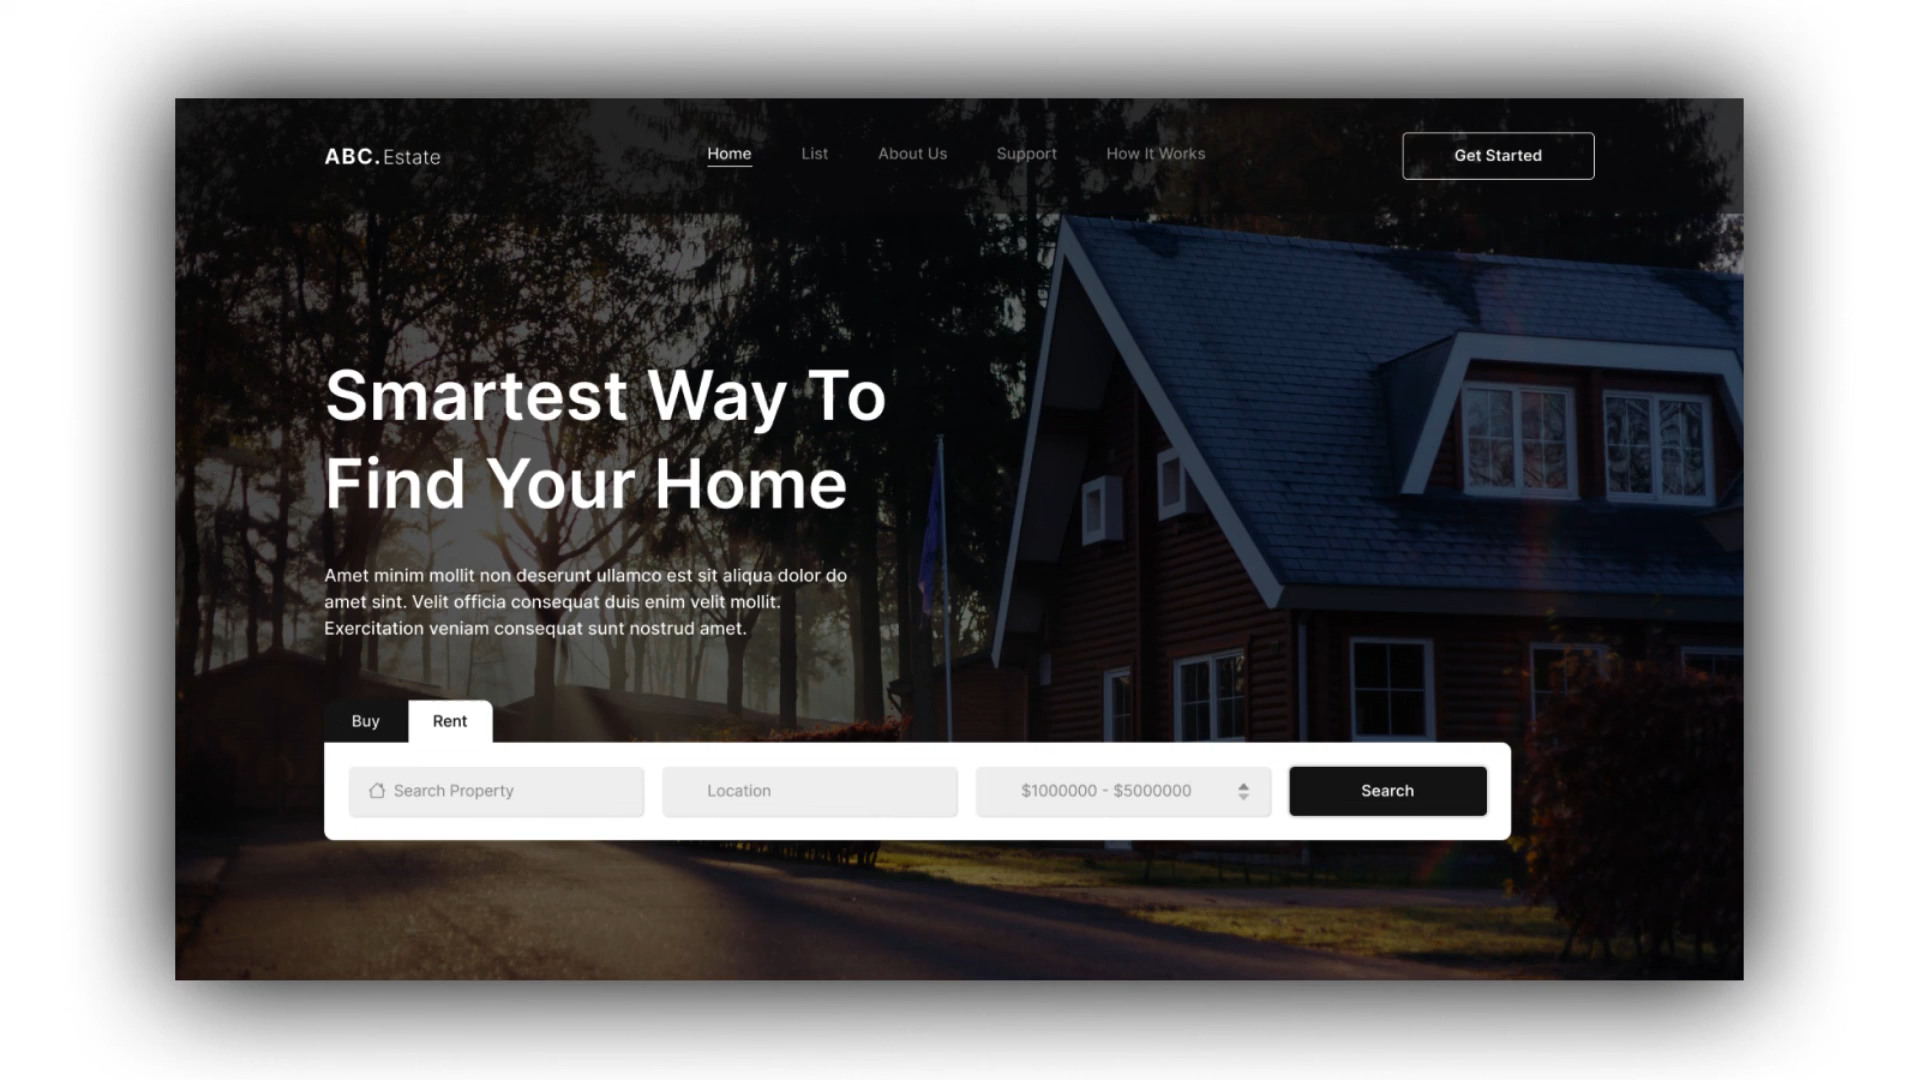 ABC.Estate
Home
List
About Us
Support
How It Works
Get Started
Smartest Way To
Find Your Home
Amet minim mollit non deserunt ullamco est sit aliqua dolor do
amet sint. Velit officia consequat duis enim velit mollit.
Exercitation veniam consequat sunt nostrud amet.
Buy
Rent
Search Property
Location
$1000000 - $5000000
Search